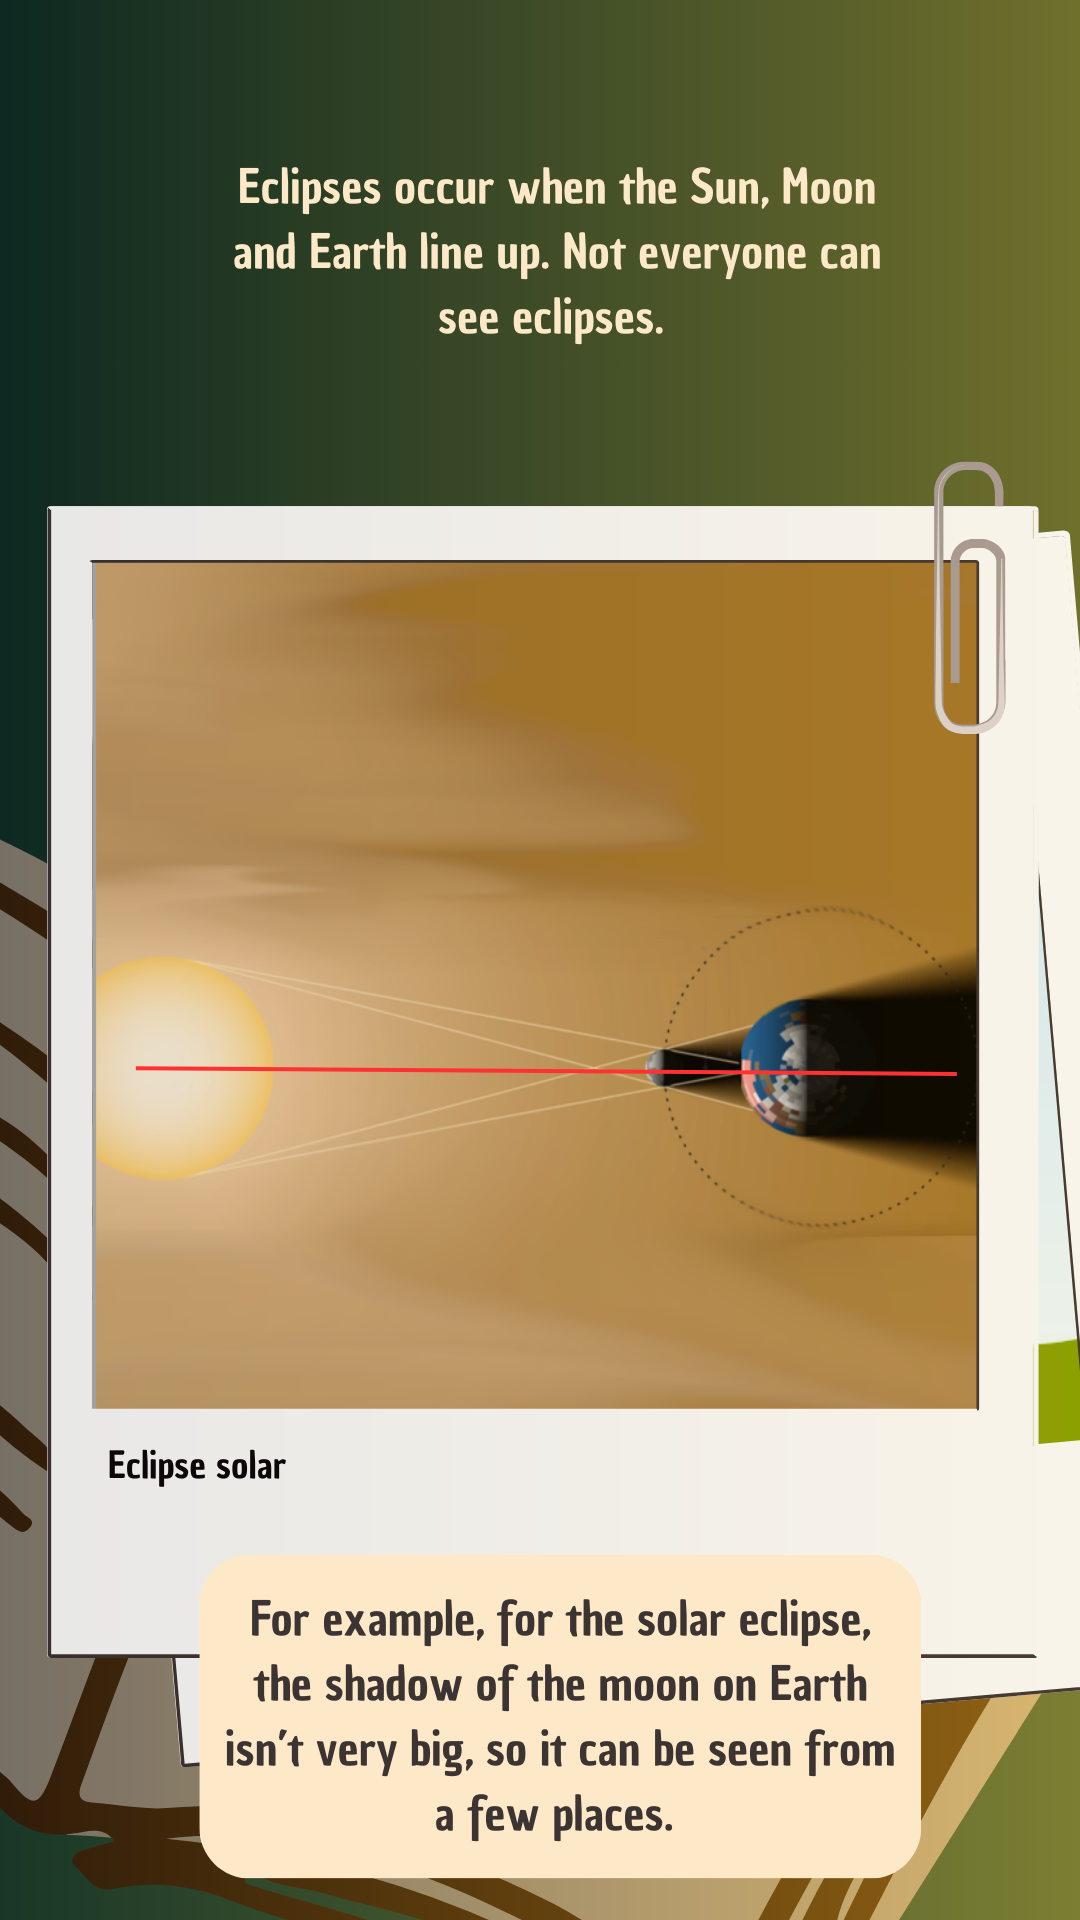 Eclipses occur when the Sun, Moon
and Earth line up. Not everyone can
see eclipses.
Eclipse solar
For example, for the solar eclipse,
the shadow of the moon on Earth
isn't very big, so it can be seen from
a few places.